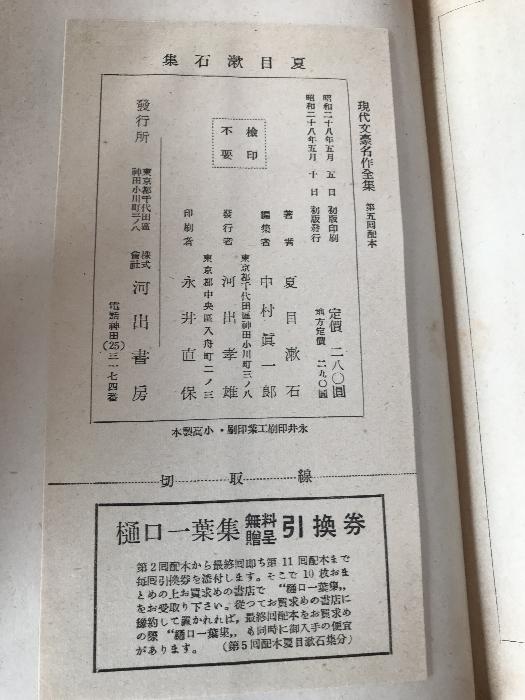 夏目漱石集
現代文豪名作全集 第五回配本
定價 二八〇圓
地方定價 二九〇圓
昭和二十八年五月 五 日 初版印刷
昭和二十八年五月 十 日 初版發行
著者 夏目漱石
編集者 中村眞一郎
東京都千代田區神田小川町三ノ八
發行者 河出孝雄
東京都中央區入舟町二ノ三
印刷者 永井直保
檢印
不要
發行所
東京都千代田區
神田小川町三ノ八
株式
會社 河出書房
電話神田(25)三一七四番
永井印刷工業印刷・小高製本
切取線
樋口一葉集 無料贈呈 引換券
第2回配本から最終回即ち第11回配本まで
毎回引換券を添付します。そこで10枚おま
とめの上お買求めの書店で “樋口一葉集„
をお受取り下さい。從つてお買求めの書店に
豫約して置かれれば,最終回配本をお買求め
の際 “樋口一葉集„ も同時に御入手の便宜
があります。 (第5回配本夏目漱石集分)